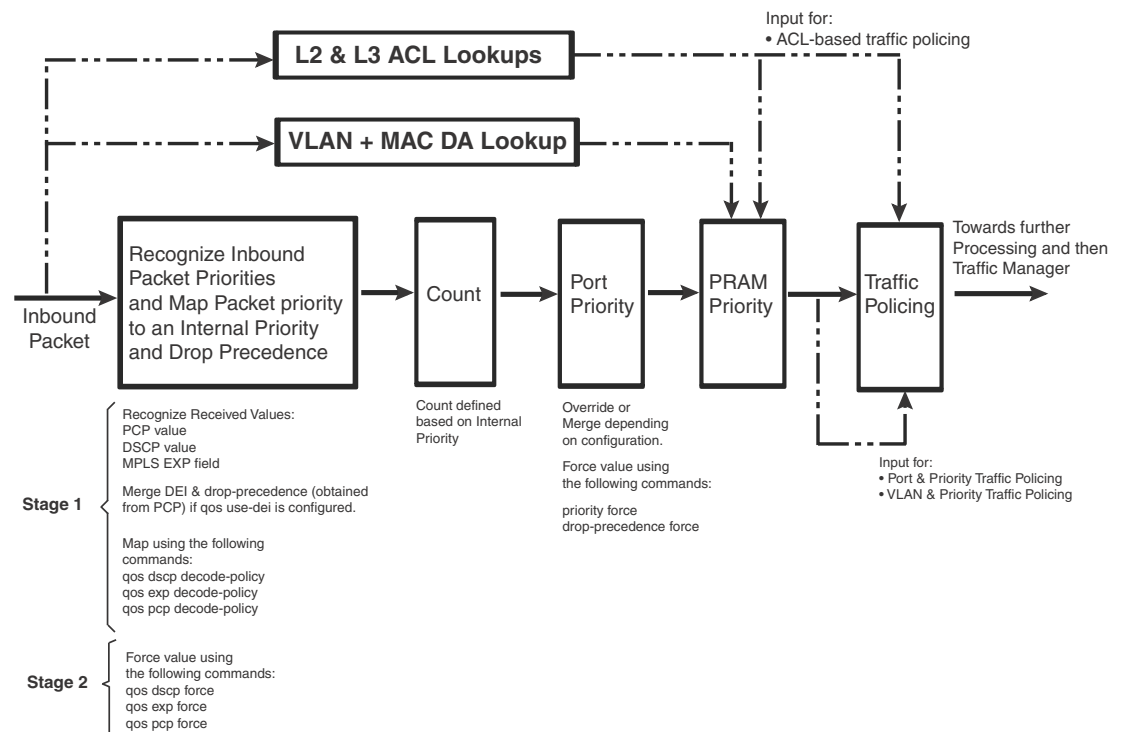 Input for:
• ACL-based traffic policing
L2 & L3 ACL Lookups
VLAN + MAC DA Lookup
Inbound
Packet
Recognize Inbound
Packet Priorities
and Map Packet priority
to an Internal Priority
and Drop Precedence
Count
Port
Priority
PRAM
Priority
Traffic
Policing
Towards further
Processing and then
Traffic Manager
Stage 1
Recognize Received Values:
PCP value
DSCP value
MPLS EXP field
Merge DEI & drop-precedence (obtained
from PCP) if qos use-dei is configured.
Map using the following
commands:
qos dscp decode-policy
qos exp decode-policy
qos pcp decode-policy
Count defined
based on Internal
Priority
Override or
Merge depending
on configuration.
Force value using
the following commands:
priority force
drop-precedence force
Input for:
• Port & Priority Traffic Policing
• VLAN & Priority Traffic Policing
Stage 2
Force value using
the following commands:
qos dscp force
qos exp force
qos pcp force